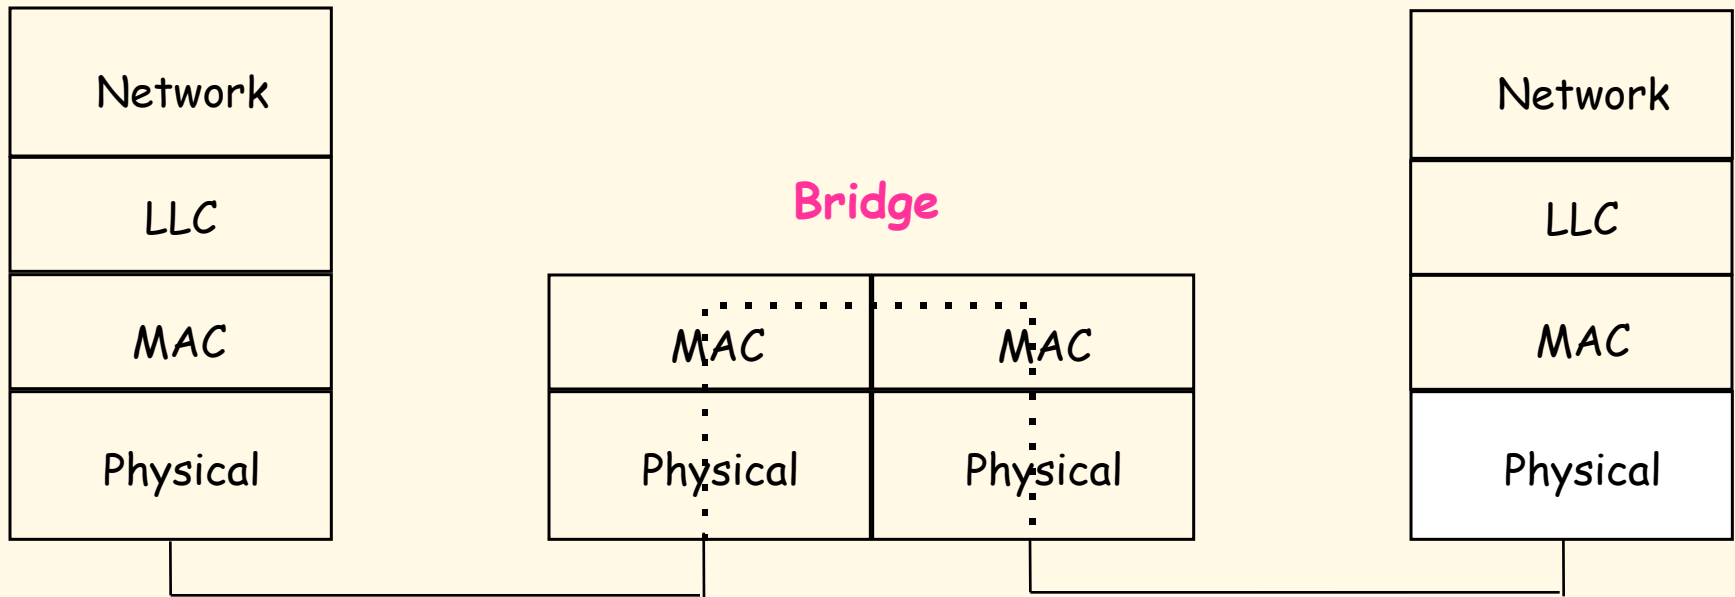 Network
LLC
MAC
Physical
Bridge
MAC
MAC
Physical
Physical
Network
LLC
MAC
Physical